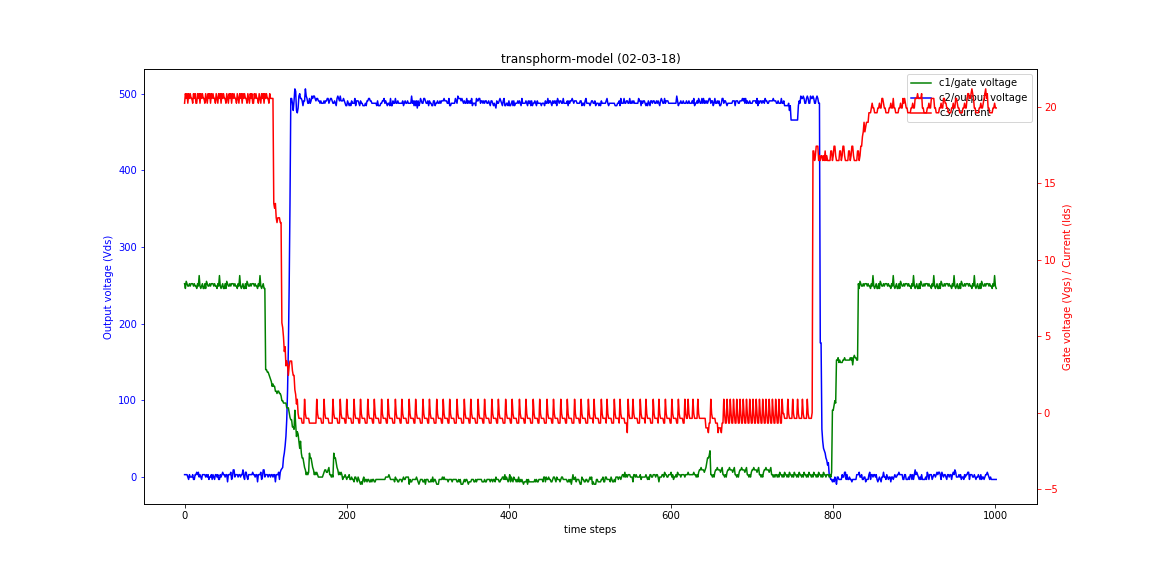 transphorm-model (02-03-18)
c1/gate voltage
c2/putput voltage
c3/current
500
400
300
200
100
0
Output voltage (Vds)
20
15
10
5
0
−5
Gate voltage (Vgs) / Current (Ids)
0
200
400
600
800
1000
time steps